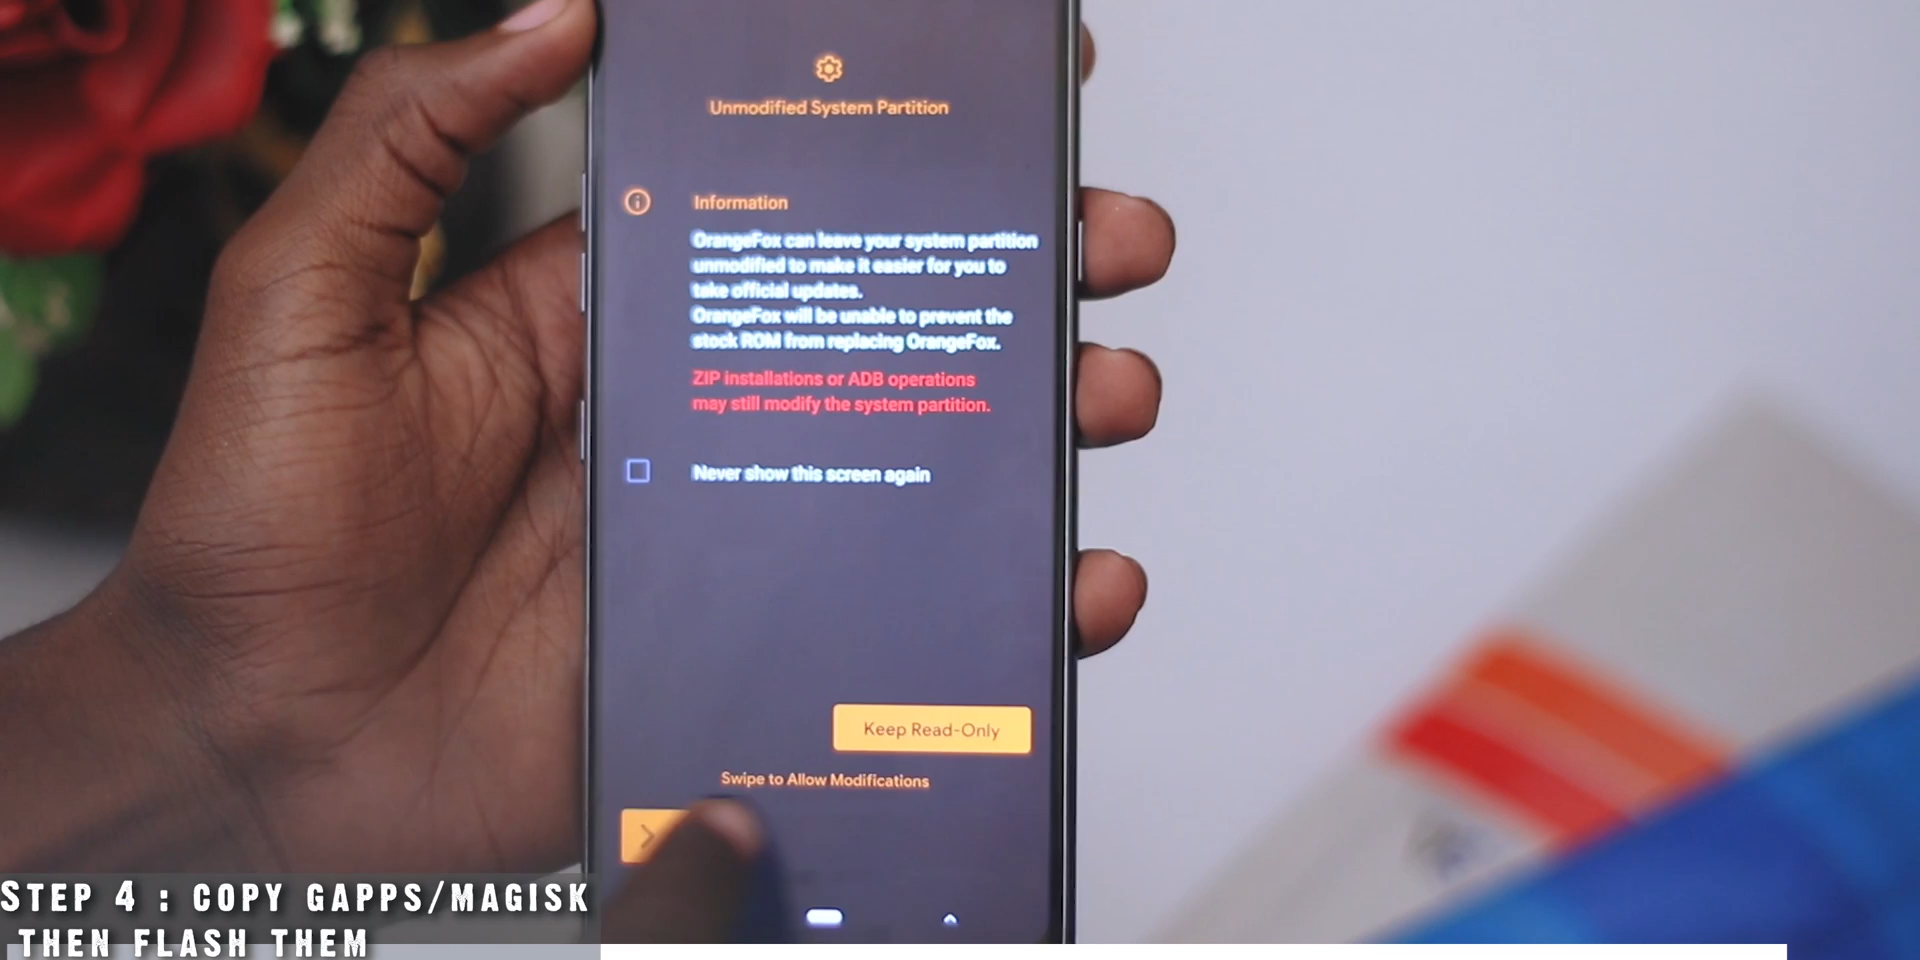 Unmodified System Partition
Information
OrangeFox can leave your system partition
unmodified to make it easier for you to
take official updates.
OrangeFox will be unable to prevent the
stock ROM from replacing OrangeFox.
ZIP installations or ADB operations
may still modify the system partition.
Never show this screen again
Keep Read-Only
Swipe to Allow Modifications
STEP 4 : COPY GAPPS/MAGISK
THEN FLASH THEM